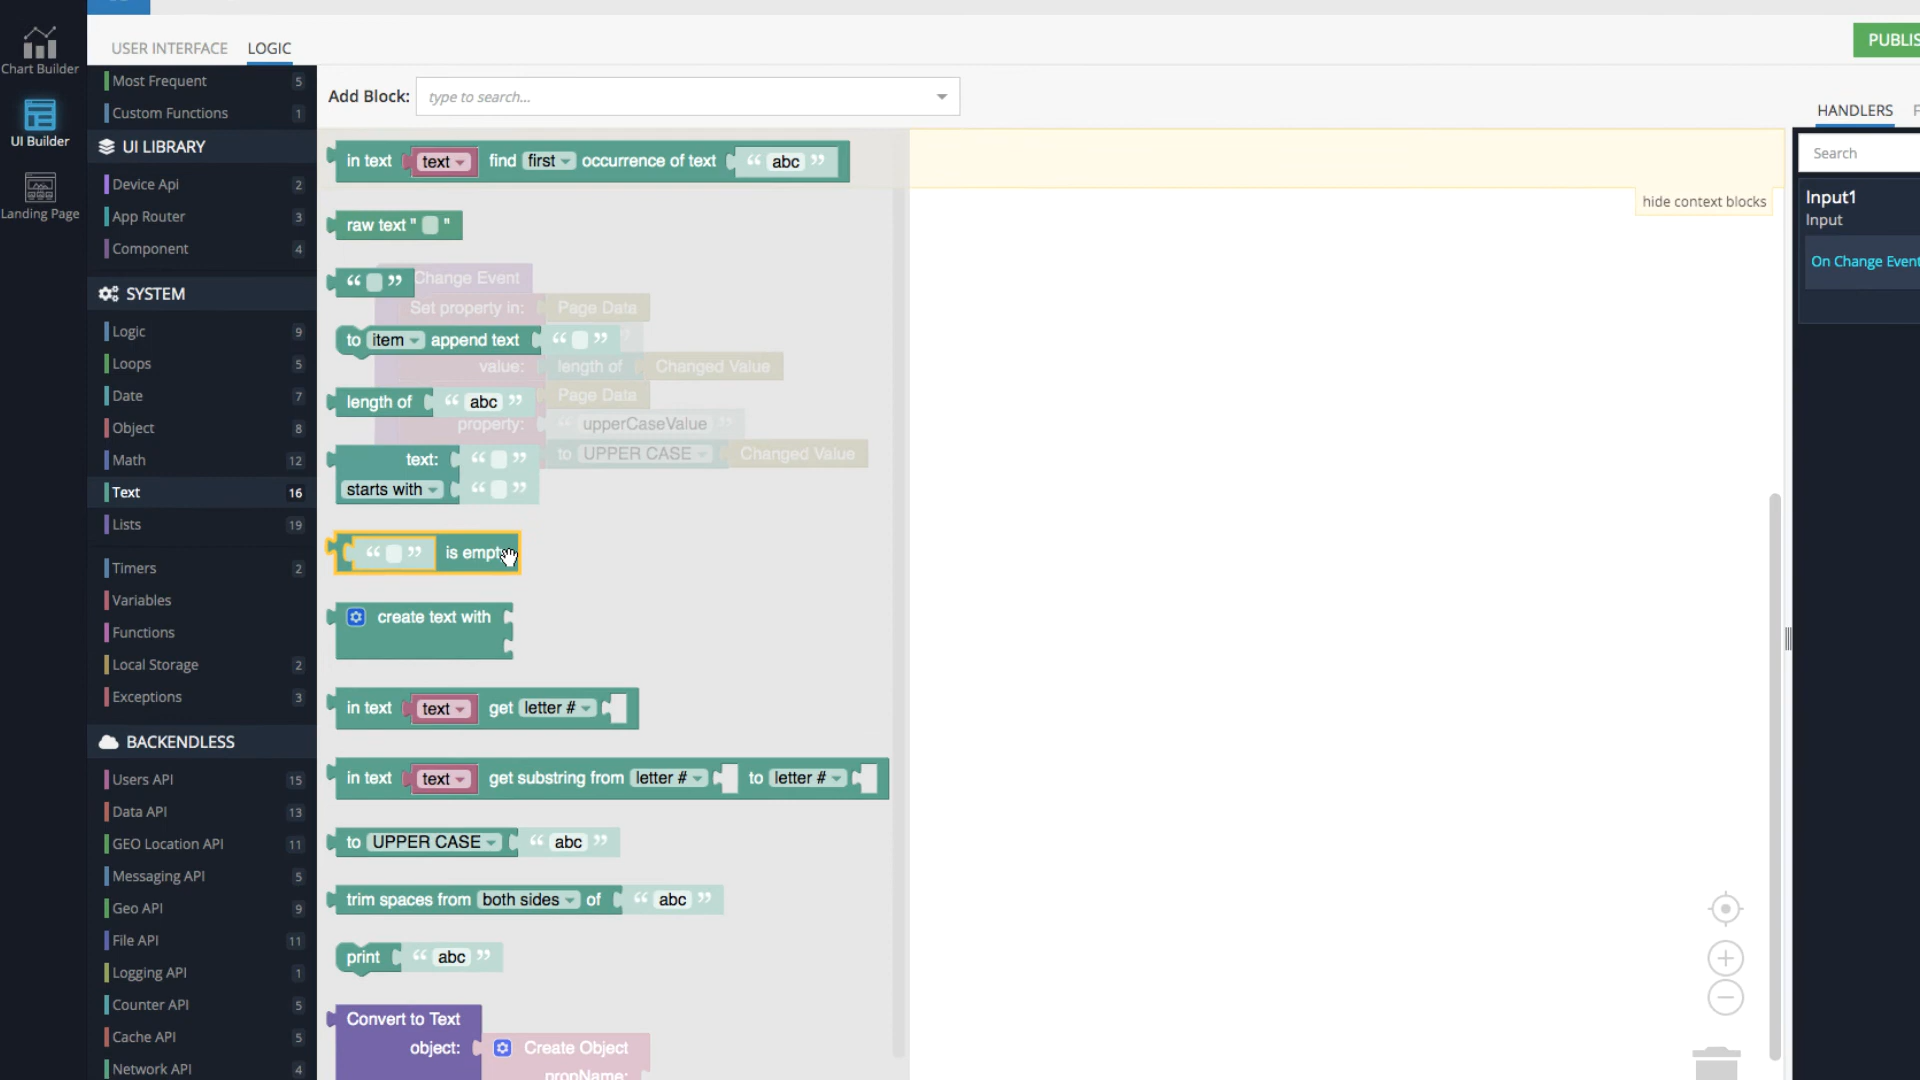 USER INTERFACE
LOGIC
PUBLIS
Chart Builder
UI Builder
Landing Page
Most Frequent 5
Custom Functions 1
UI LIBRARY
Device Api 2
App Router 3
Component 4
SYSTEM
Logic 9
Loops 5
Date 7
Object 8
Math 12
Text 16
Lists 19
Timers 2
Variables
Functions
Local Storage 2
Exceptions 3
BACKENDLESS
Users API 15
Data API 13
GEO Location API 11
Messaging API 5
Geo API 9
File API 11
Logging API 1
Counter API 5
Cache API 5
Network API 4
Add Block: type to search...
in text text find first occurrence of text “ abc ”
raw text " "
“ ”
Change Event
Set property in: Page Data
to item append text “ ”
value: length of Changed Value
Page Data
length of “ abc ”
property: “ upperCaseValue ”
to UPPER CASE Changed Value
text: “ ”
starts with “ ”
“ ” is empt
create text with
in text text get letter #
in text text get substring from letter # to letter #
to UPPER CASE “ abc ”
trim spaces from both sides of “ abc ”
print “ abc ”
Convert to Text
object: Create Object
propName:
hide context blocks
HANDLERS
Search
Input1
Input
On Change Event